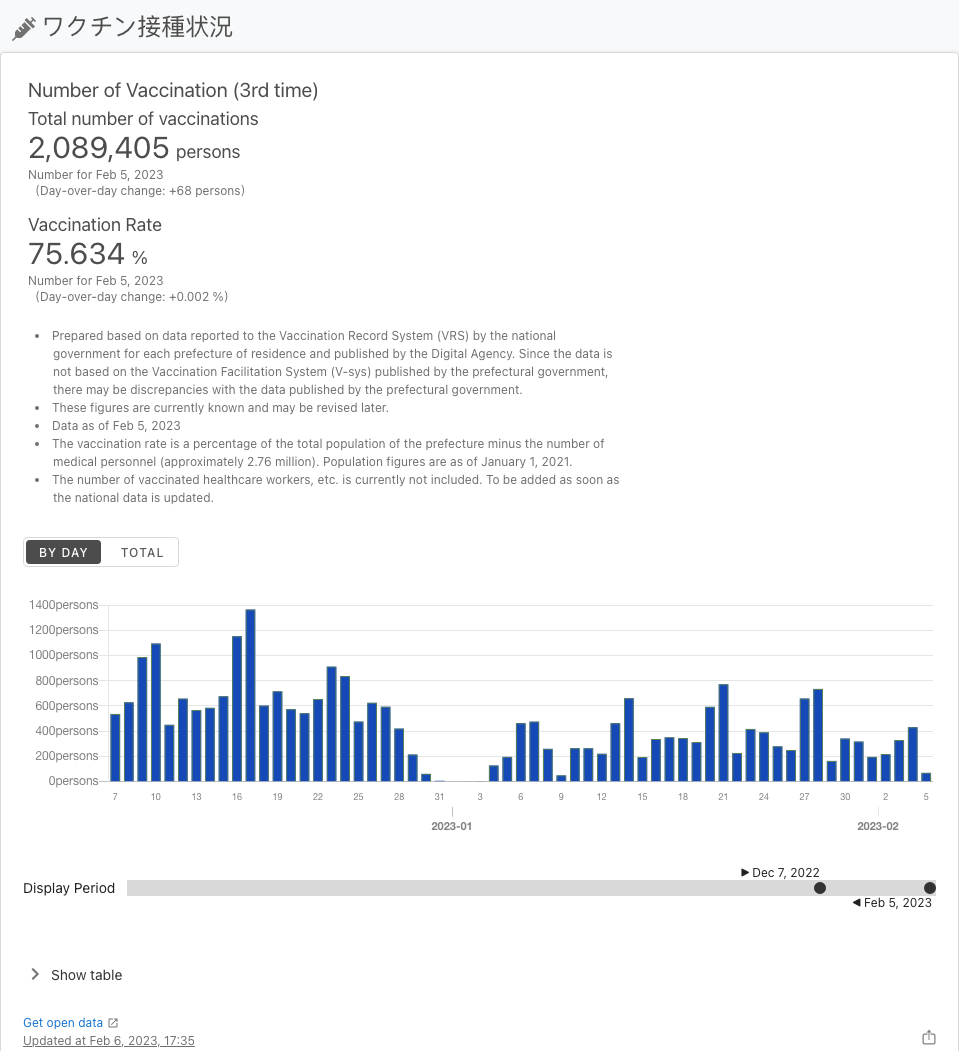 ワクチン接種状況
Number of Vaccination (3rd time)
Total number of vaccinations
2,089,405 persons
Number for Feb 5, 2023
(Day-over-day change: +68 persons)
Vaccination Rate
75.634 %
Number for Feb 5, 2023
(Day-over-day change: +0.002 %)
• Prepared based on data reported to the Vaccination Record System (VRS) by the national
government for each prefecture of residence and published by the Digital Agency. Since the data is
not based on the Vaccination Facilitation System (V-sys) published by the prefectural government,
there may be discrepancies with the data published by the prefectural government.
• These figures are currently known and may be revised later.
• Data as of Feb 5, 2023
• The vaccination rate is a percentage of the total population of the prefecture minus the number of
medical personnel (approximately 2.76 million). Population figures are as of January 1, 2021.
• The number of vaccinated healthcare workers, etc. is currently not included. To be added as soon as
the national data is updated.
BY DAY TOTAL
1400persons
1200persons
1000persons
800persons
600persons
400persons
200persons
0persons
7 10 13 16 19 22 25 28 31 3 6 9 12 15 18 21 24 27 30 2 5
2023-01 2023-02
▶ Dec 7, 2022
Display Period
◀ Feb 5, 2023
Show table
Get open data
Updated at Feb 6, 2023, 17:35